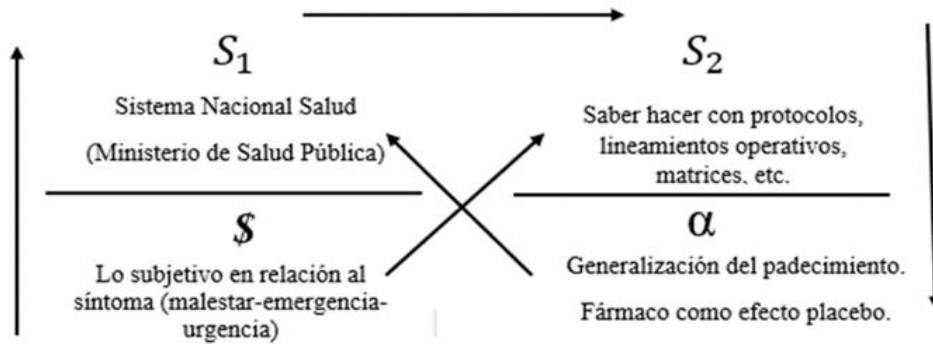 S₁
Sistema Nacional Salud
(Ministerio de Salud Pública)
$
Lo subjetivo en relación al
síntoma (malestar-emergencia-
urgencia)
S₂
Saber hacer con protocolos,
lineamientos operativos,
matrices, etc.
α
Generalización del padecimiento.
Fármaco como efecto placebo.